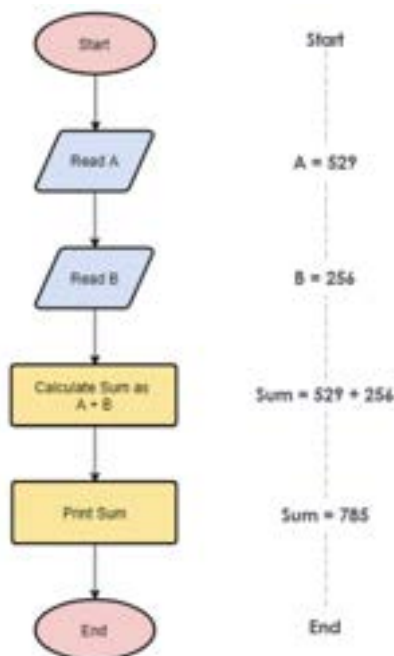 Start
Read A
Read B
Calculate Sum as
A + B
Print Sum
End
Start
A = 529
B = 256
Sum = 529 + 256
Sum = 785
End